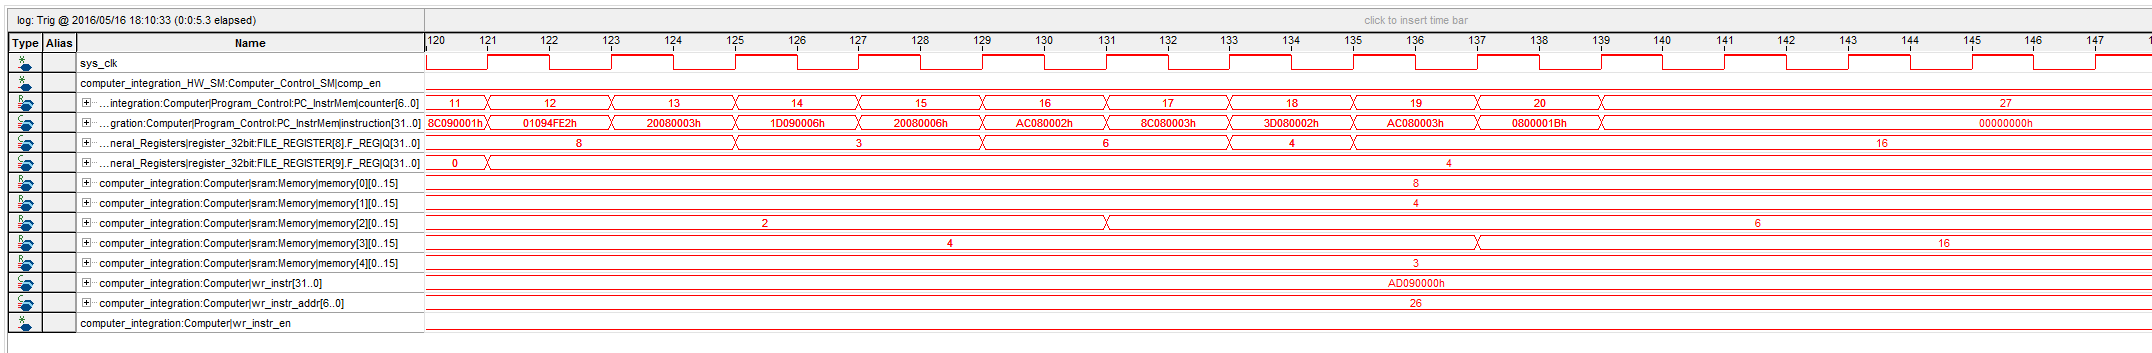 log: Trig @ 2016/05/16 18:10:33 (0:0:5.3 elapsed) click to insert time bar
Type Alias Name 120 121 122 123 124 125 126 127 128 129 130 131 132 133 134 135 136 137 138 139 140 141 142 143 144 145 146 147
sys_clk
computer_integration_HW_SM:Computer_Control_SM|comp_en
...integration:Computer|Program_Control:PC_InstrMem|counter[6..0] 11 12 13 14 15 16 17 18 19 20 27
...gration:Computer|Program_Control:PC_InstrMem|instruction[31..0] 8C090001h 01094FE2h 20080003h 1D090006h 20080006h AC080002h 8C080003h 3D080002h AC080003h 0800001Bh 00000000h
...neral_Registers|register_32bit:FILE_REGISTER[8].F_REG|Q[31..0] 8 3 6 4 16
...neral_Registers|register_32bit:FILE_REGISTER[9].F_REG|Q[31..0] 0 4
computer_integration:Computer|sram:Memory|memory[0][0..15] 8
computer_integration:Computer|sram:Memory|memory[1][0..15] 4
computer_integration:Computer|sram:Memory|memory[2][0..15] 2 6
computer_integration:Computer|sram:Memory|memory[3][0..15] 4 16
computer_integration:Computer|sram:Memory|memory[4][0..15] 3
computer_integration:Computer|wr_instr[31..0] AD090000h
computer_integration:Computer|wr_instr_addr[6..0] 26
computer_integration:Computer|wr_instr_en